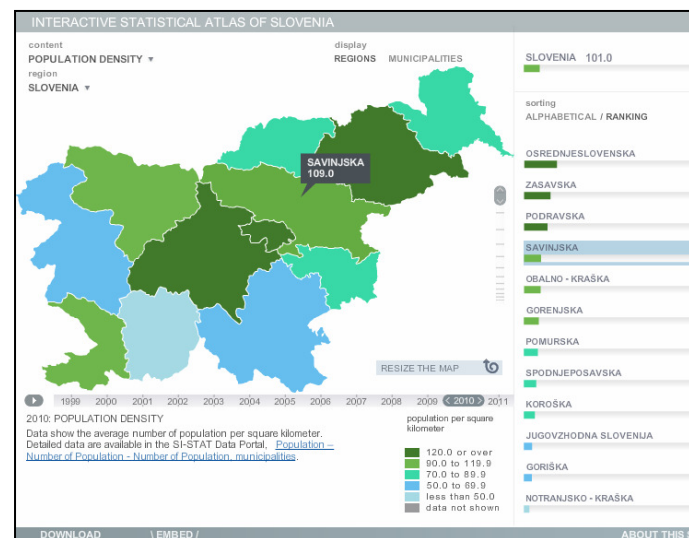 INTERACTIVE STATISTICAL ATLAS OF SLOVENIA
content
POPULATION DENSITY ▼
region
SLOVENIA ▼
display
REGIONS MUNICIPALITIES
SAVINJSKA
109.0
RESIZE THE MAP
1999 2000 2001 2002 2003 2004 2005 2006 2007 2008 2009 2010 2011
2010: POPULATION DENSITY
Data show the average number of population per square kilometer.
Detailed data are available in the SI-STAT Data Portal, Population –
Number of Population - Number of Population, municipalities.
population per square
kilometer
120.0 or over
90.0 to 119.9
70.0 to 89.9
50.0 to 69.9
less than 50.0
data not shown
SLOVENIA 101.0
sorting
ALPHABETICAL / RANKING
OSREDNJESLOVENSKA
ZASAVSKA
PODRAVSKA
SAVINJSKA
OBALNO - KRAŠKA
GORENJSKA
POMURSKA
SPODNJEPOSAVSKA
KOROŠKA
JUGOVZHODNA SLOVENIJA
GORIŠKA
NOTRANJSKO - KRAŠKA
DOWNLOAD \ EMBED / ABOUT THIS